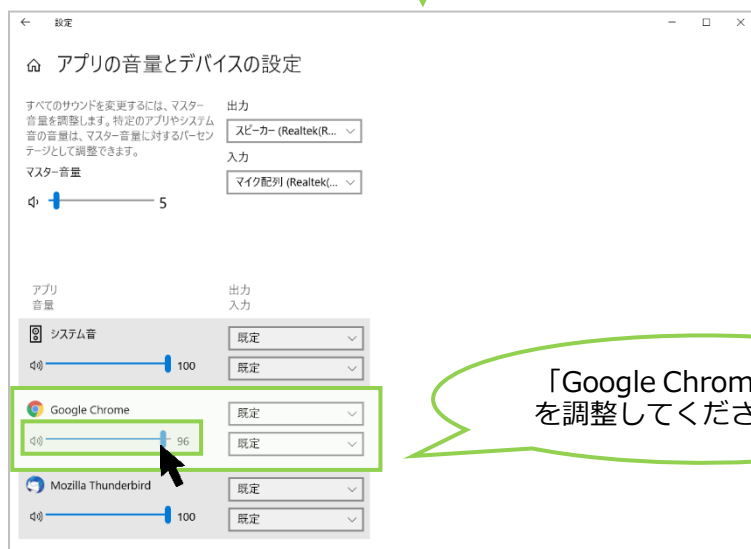 設定
アプリの音量とデバイスの設定
すべてのサウンドを変更するには、マスター
音量を調整します。特定のアプリやシステム
音の音量は、マスター音量に対するパーセン
テージとして調整できます。
マスター音量
5
出力
スピーカー (Realtek(R...
入力
マイク配列 (Realtek(...
アプリ
音量
出力
入力
システム音
既定
100
既定
Google Chrome
既定
96
既定
Mozilla Thunderbird
既定
100
既定
「Google Chrom
を調整してくださ